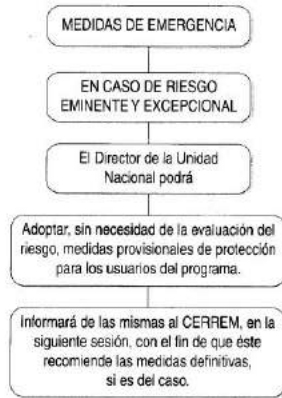 MEDIDAS DE EMERGENCIA
EN CASO DE RIESGO
EMINENTE Y EXCEPCIONAL
El Director de la Unidad
Nacional podrá
Adoptar, sin necesidad de la evaluación del
riesgo, medidas provisionales de protección
para los usuarios del programa.
Informará de las mismas al CERREM, en la
siguiente sesión, con el fin de que éste
recomiende las medidas definitivas,
si es del caso.